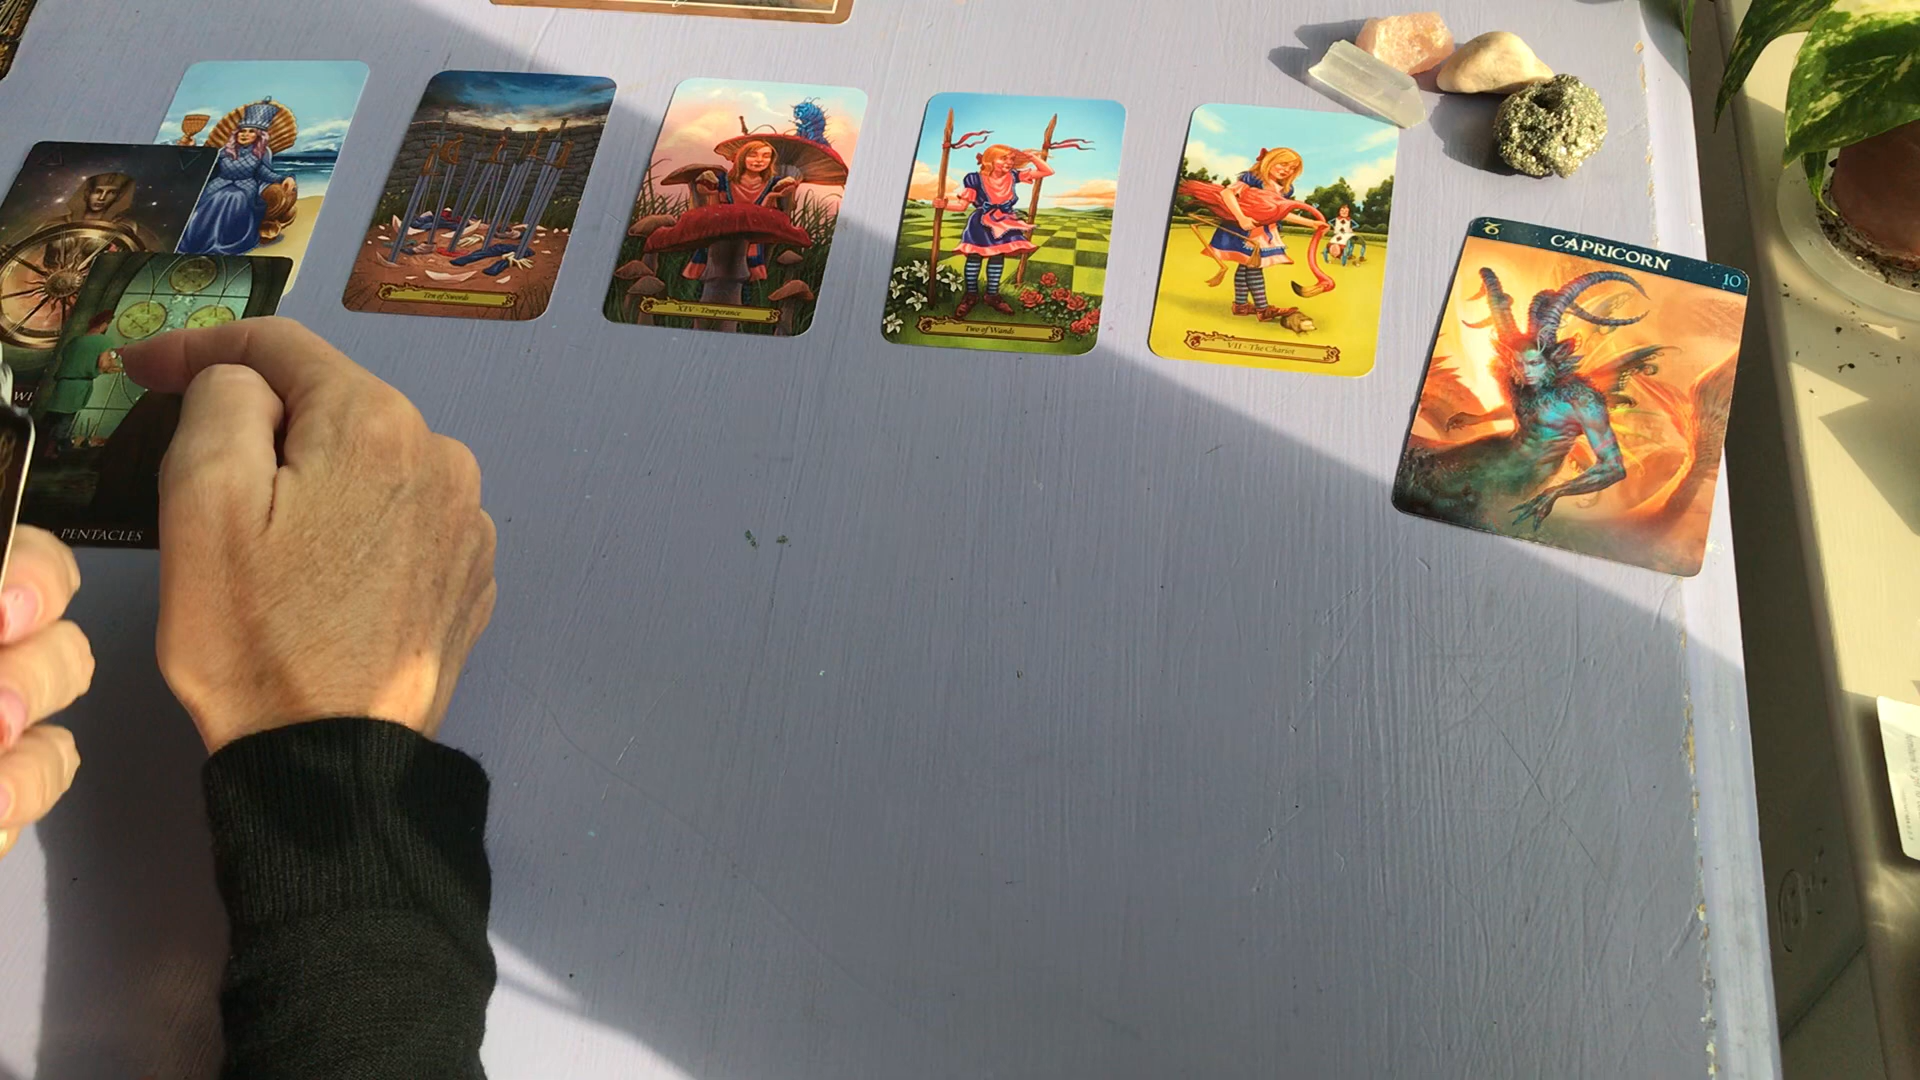 Ten of Swords
XIV - Temperance
Two of Wands
VII - The Chariot
CAPRICORN
10
PENTACLES